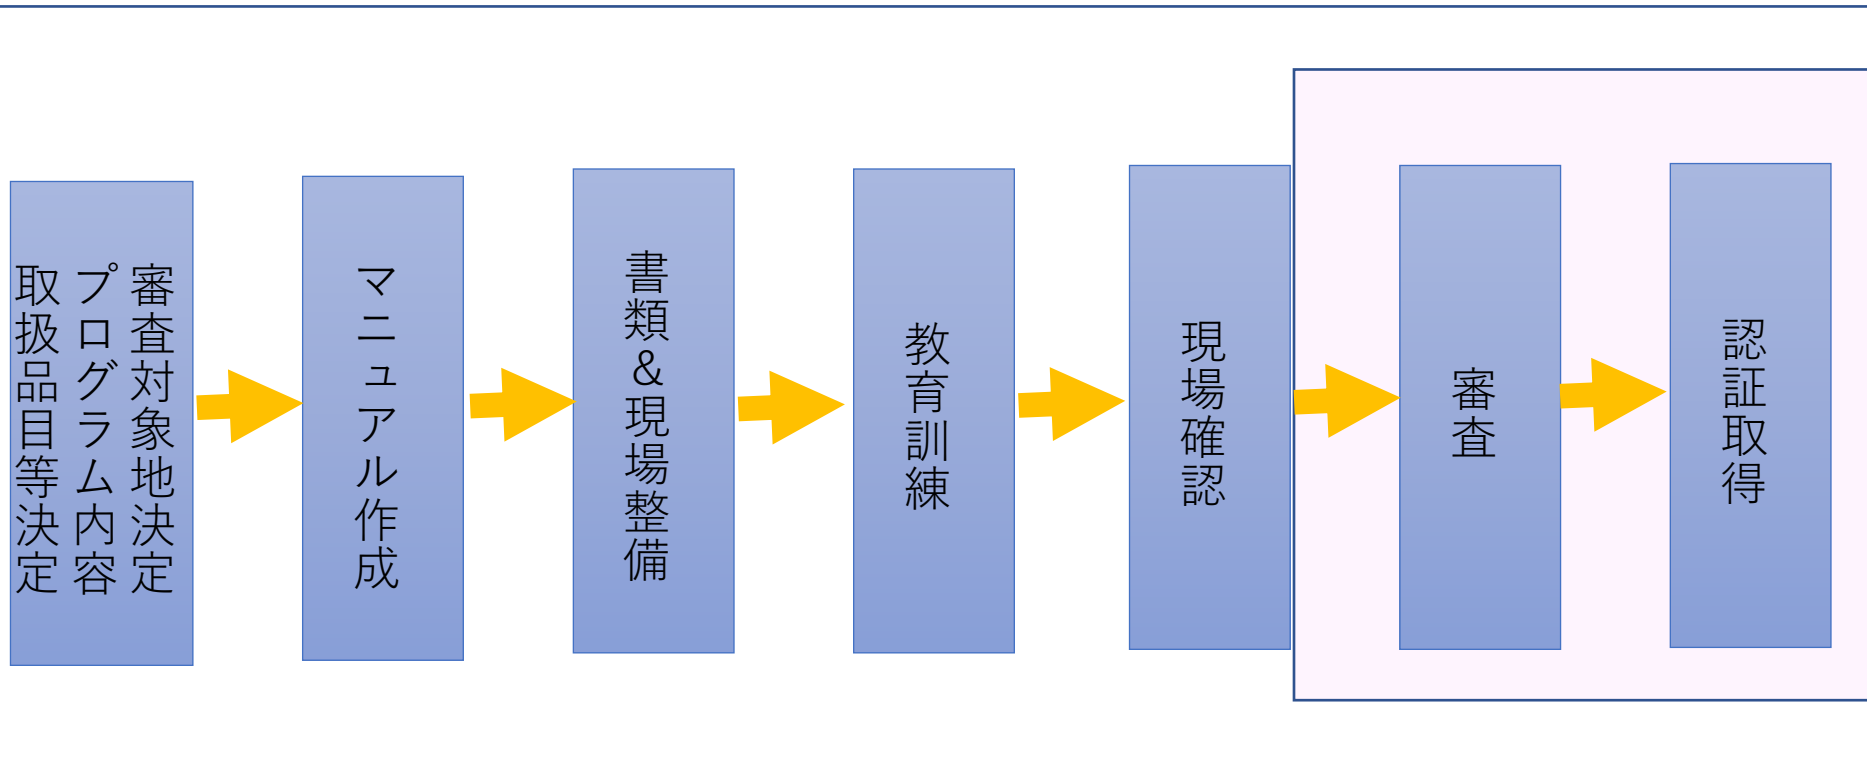 審査対象地決定
プログラム内容
取扱品目等決定
マニュアル作成
書類＆現場整備
教育訓練
現場確認
審査
認証取得